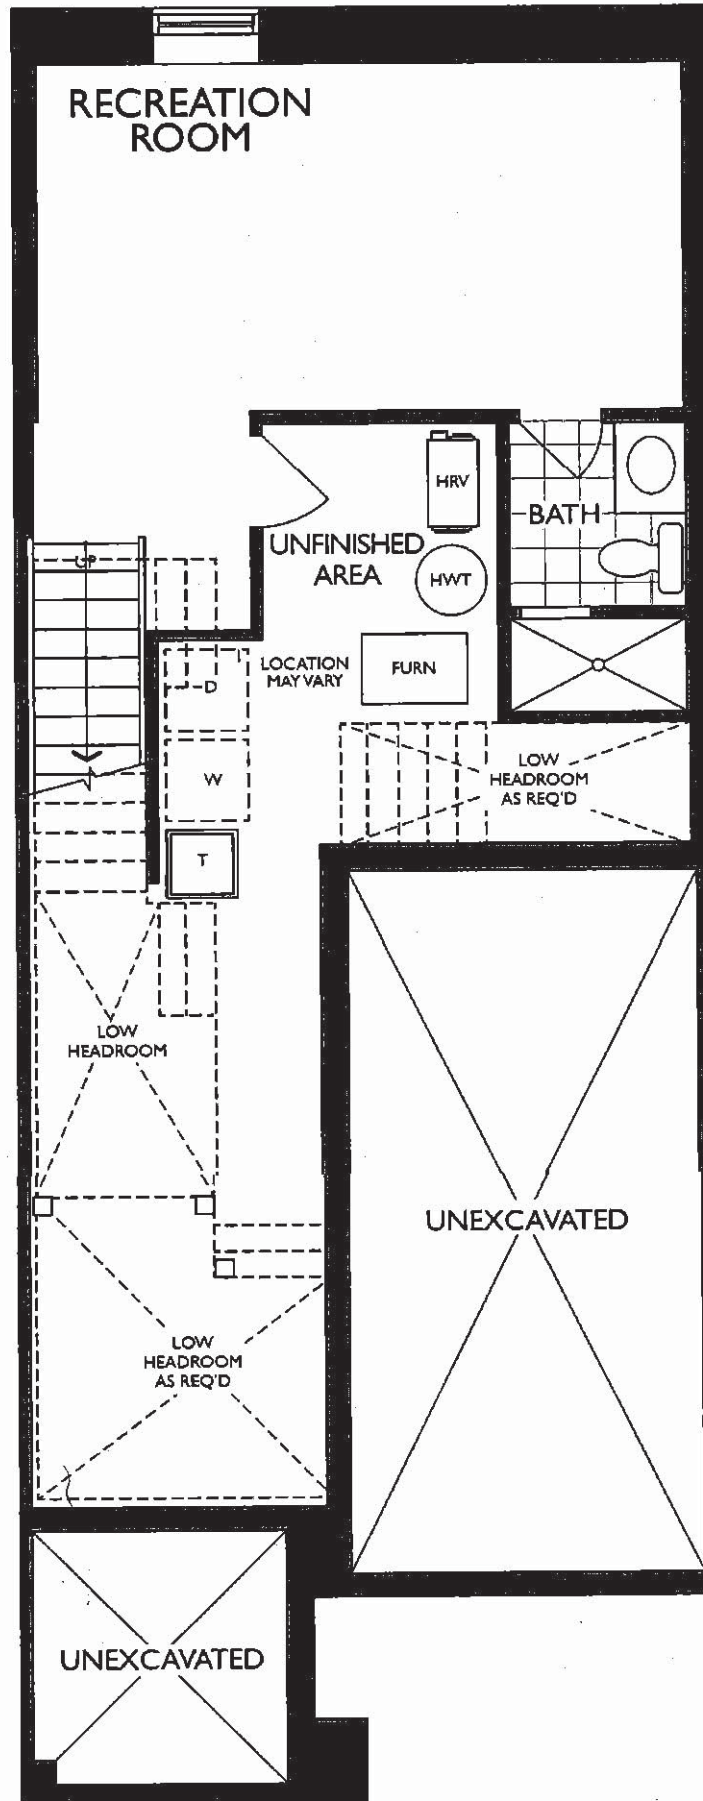 RECREATION
ROOM
HRV
BATH
UNFINISHED
AREA
HWT
UP
LOCATION
MAY VARY
FURN
D
W
LOW
HEADROOM
AS REQ'D
T
LOW
HEADROOM
UNEXCAVATED
LOW
HEADROOM
AS REQ'D
UNEXCAVATED